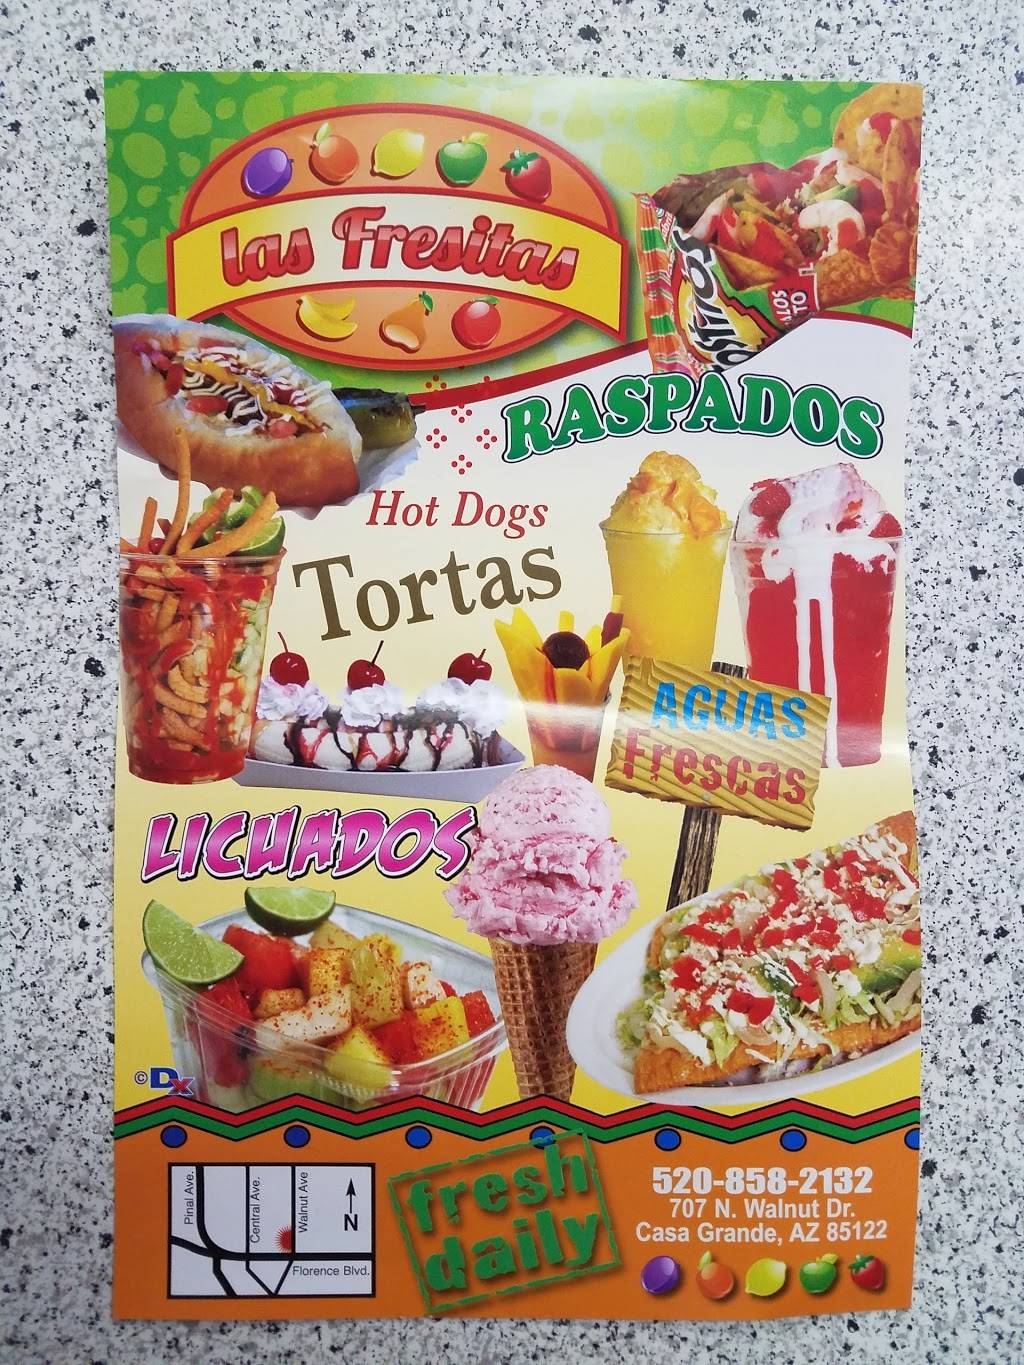 las Fresitas
RASPADOS
Hot Dogs
Tortas
AGUAS
Frescas
LICUADOS
©Dx
Pinal Ave.
Central Ave.
Walnut Ave
N
Florence Blvd.
fresh
daily
520-858-2132
707 N. Walnut Dr.
Casa Grande, AZ 85122